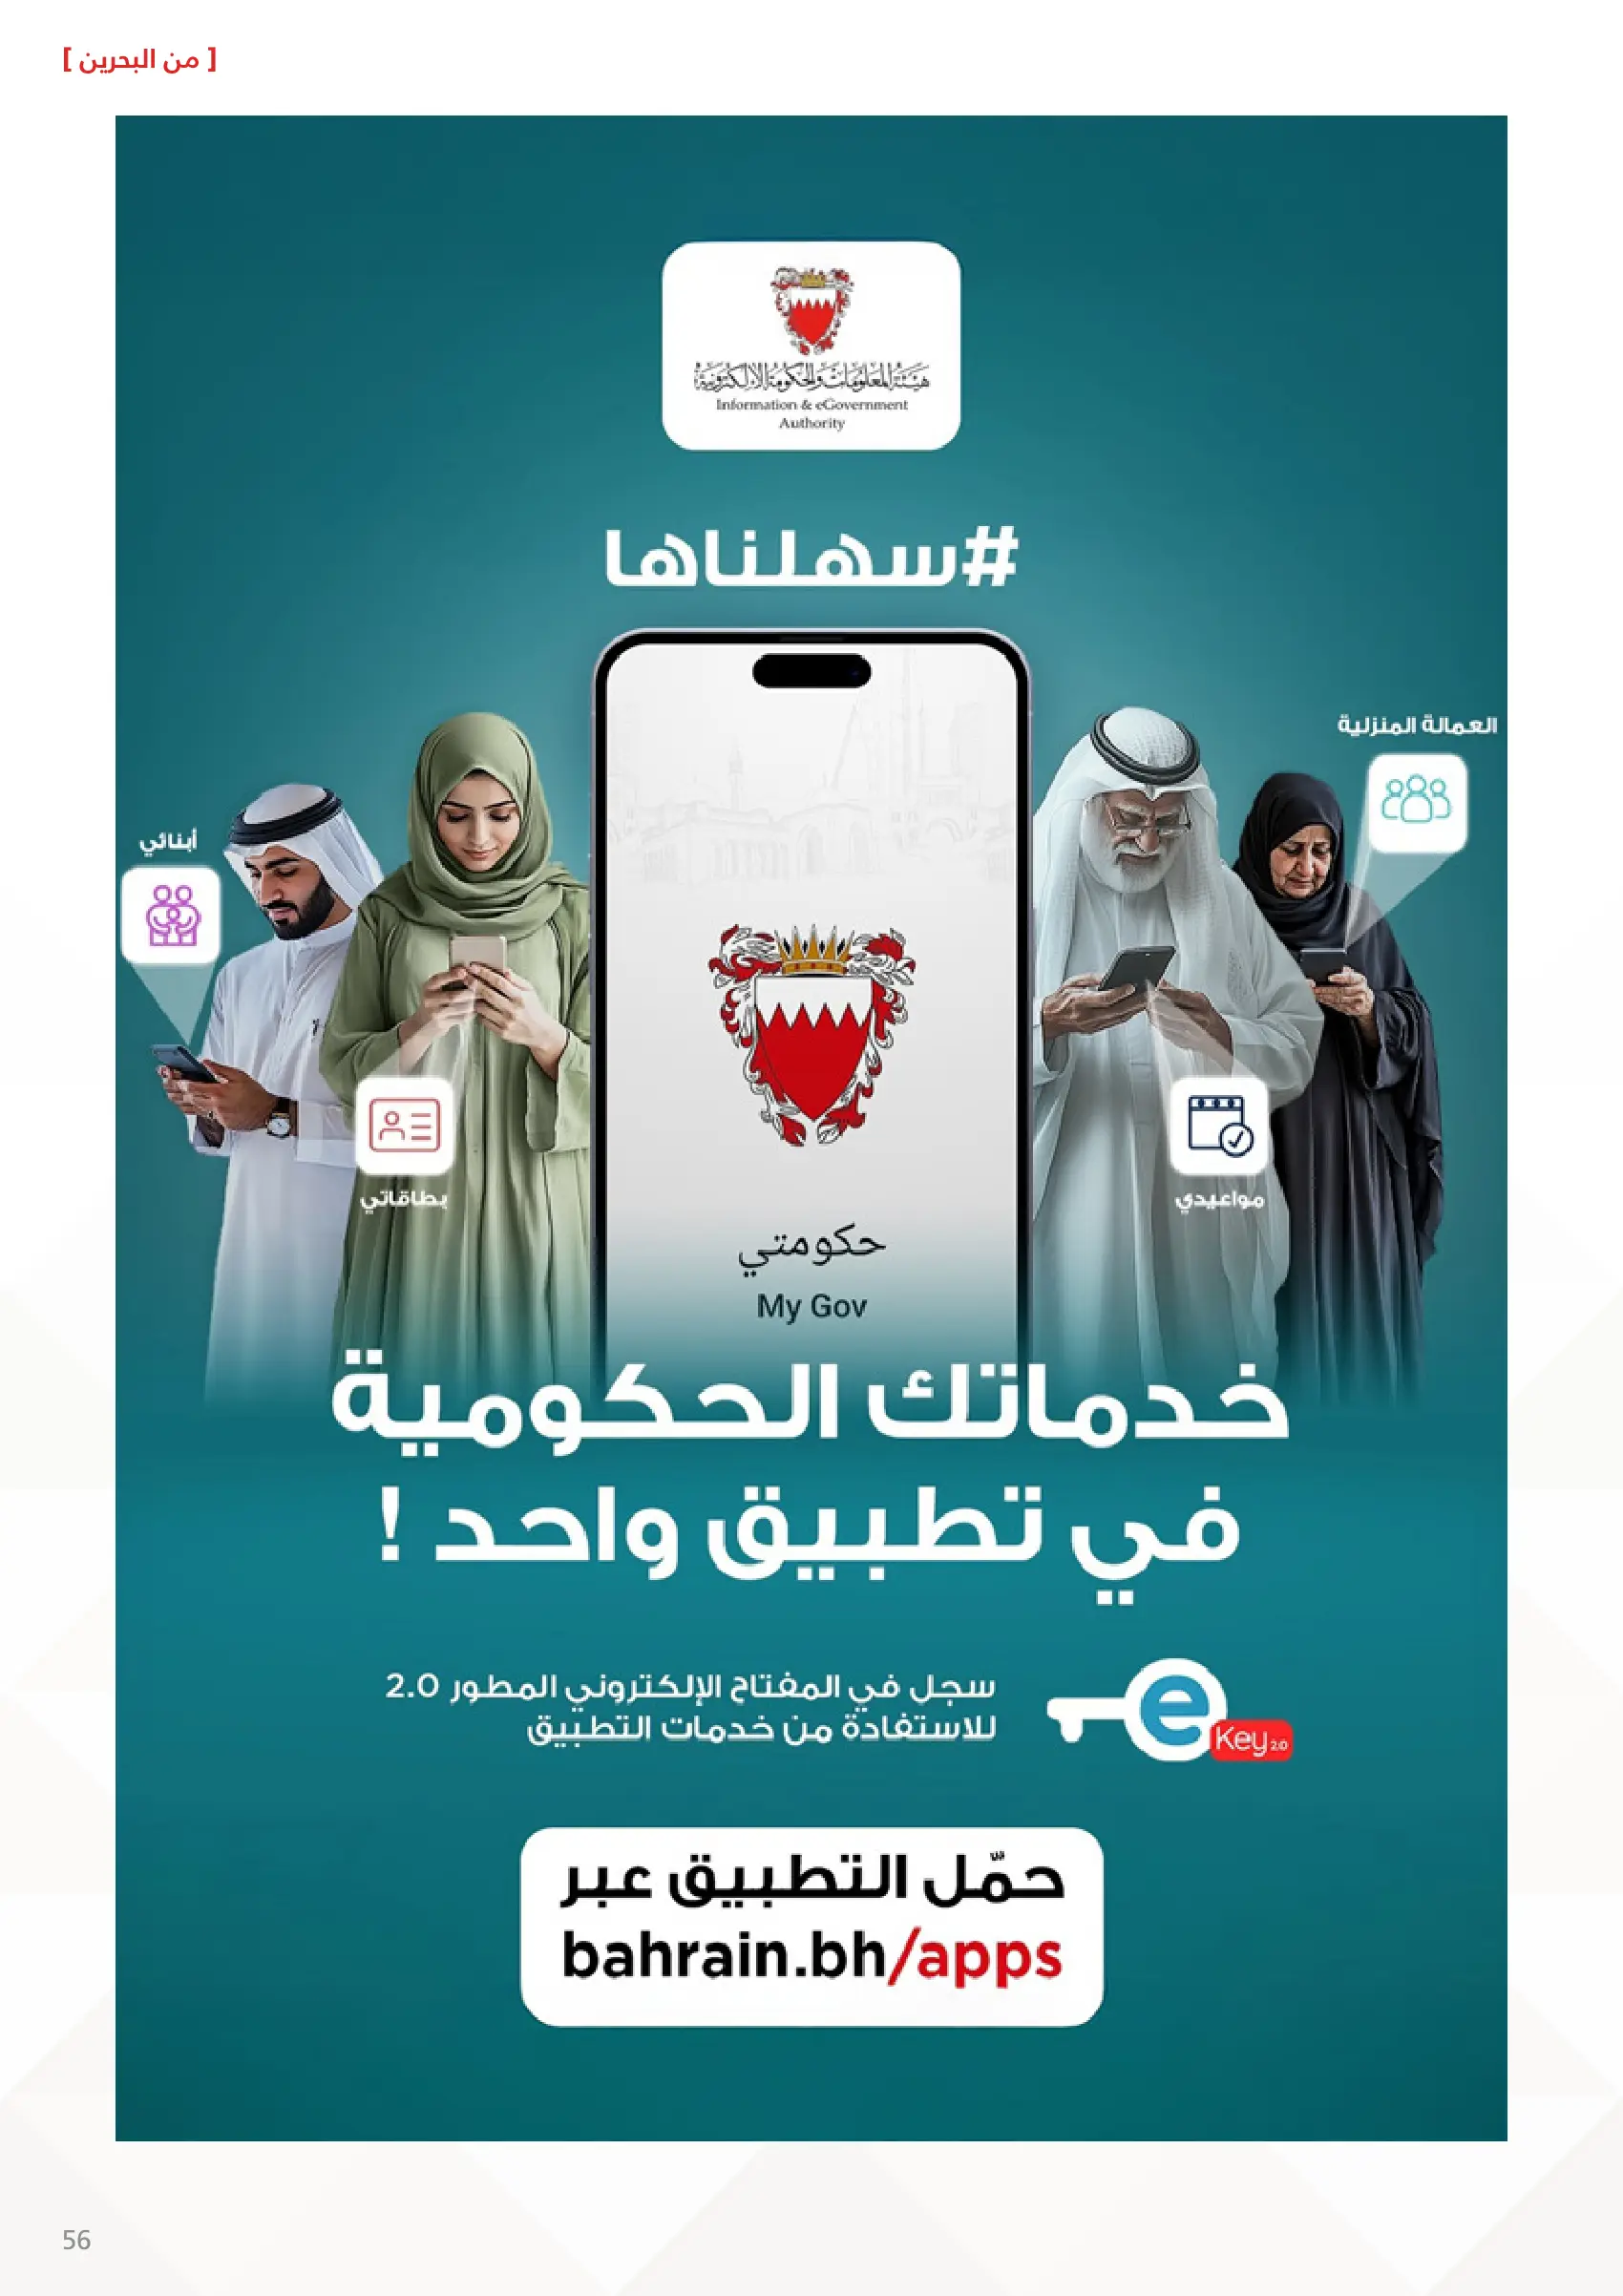 [ من البحرين ]
هيئة المعلومات والحكومة الإلكترونية
Information & eGovernment
Authority
#سهلناها
العمالة المنزلية
أبنائي
مواعيدي
بطاقاتي
حكومتي
My Gov
خدماتك الحكومية
في تطبيق واحد !
سجل في المفتاح الإلكتروني المطور 2.0
للاستفادة من خدمات التطبيق
e Key 2.0
حمّل التطبيق عبر
bahrain.bh/apps
56